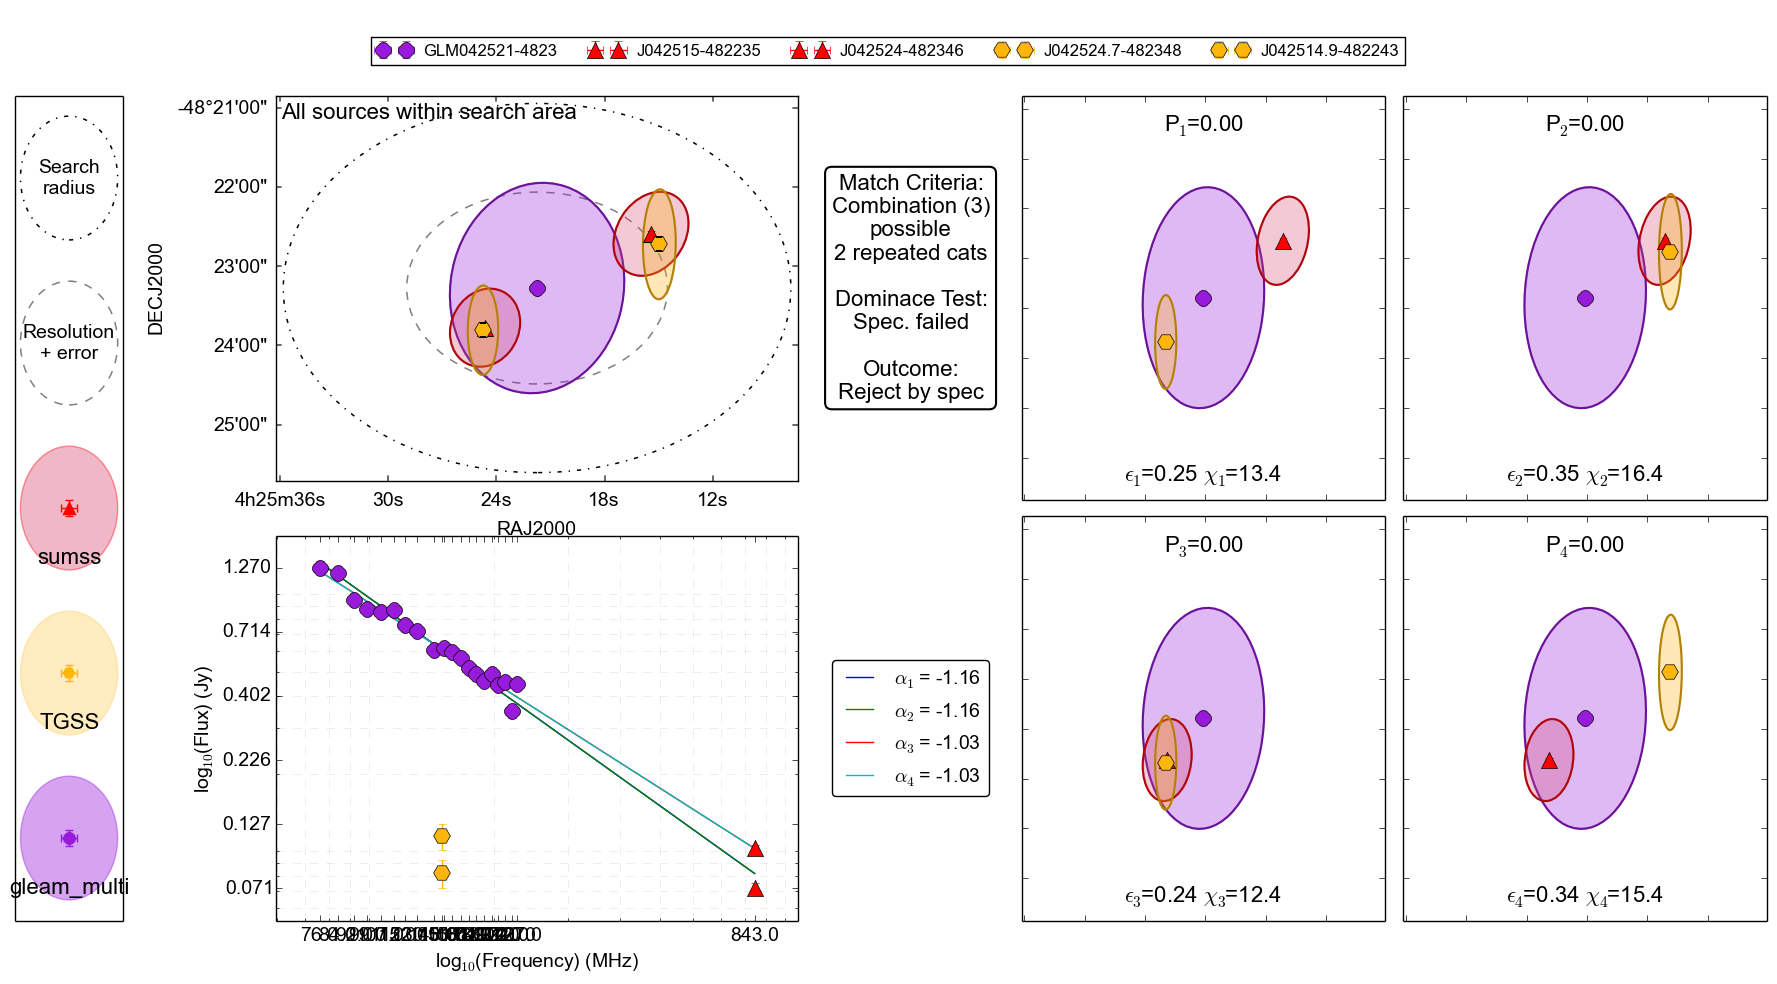 GLM042521-4823
J042515-482235
J042524-482346
J042524.7-482348
J042514.9-482243
Search
radius
Resolution
+ error
sumss
TGSS
gleam_multi
All sources within search area
-48°21'00"
22'00"
23'00"
24'00"
25'00"
DECJ2000
4h25m36s
30s
24s
18s
12s
RAJ2000
Match Criteria:
Combination (3)
possible
2 repeated cats
Dominace Test:
Spec. failed
Outcome:
Reject by spec
P1=0.00
ϵ1=0.25 χ1=13.4
P2=0.00
ϵ2=0.35 χ2=16.4
P3=0.00
ϵ3=0.24 χ3=12.4
P4=0.00
ϵ4=0.34 χ4=15.4
1.270
0.714
0.402
0.226
0.127
0.071
log10(Flux) (Jy)
843.0
log10(Frequency) (MHz)
α1 = -1.16
α2 = -1.16
α3 = -1.03
α4 = -1.03